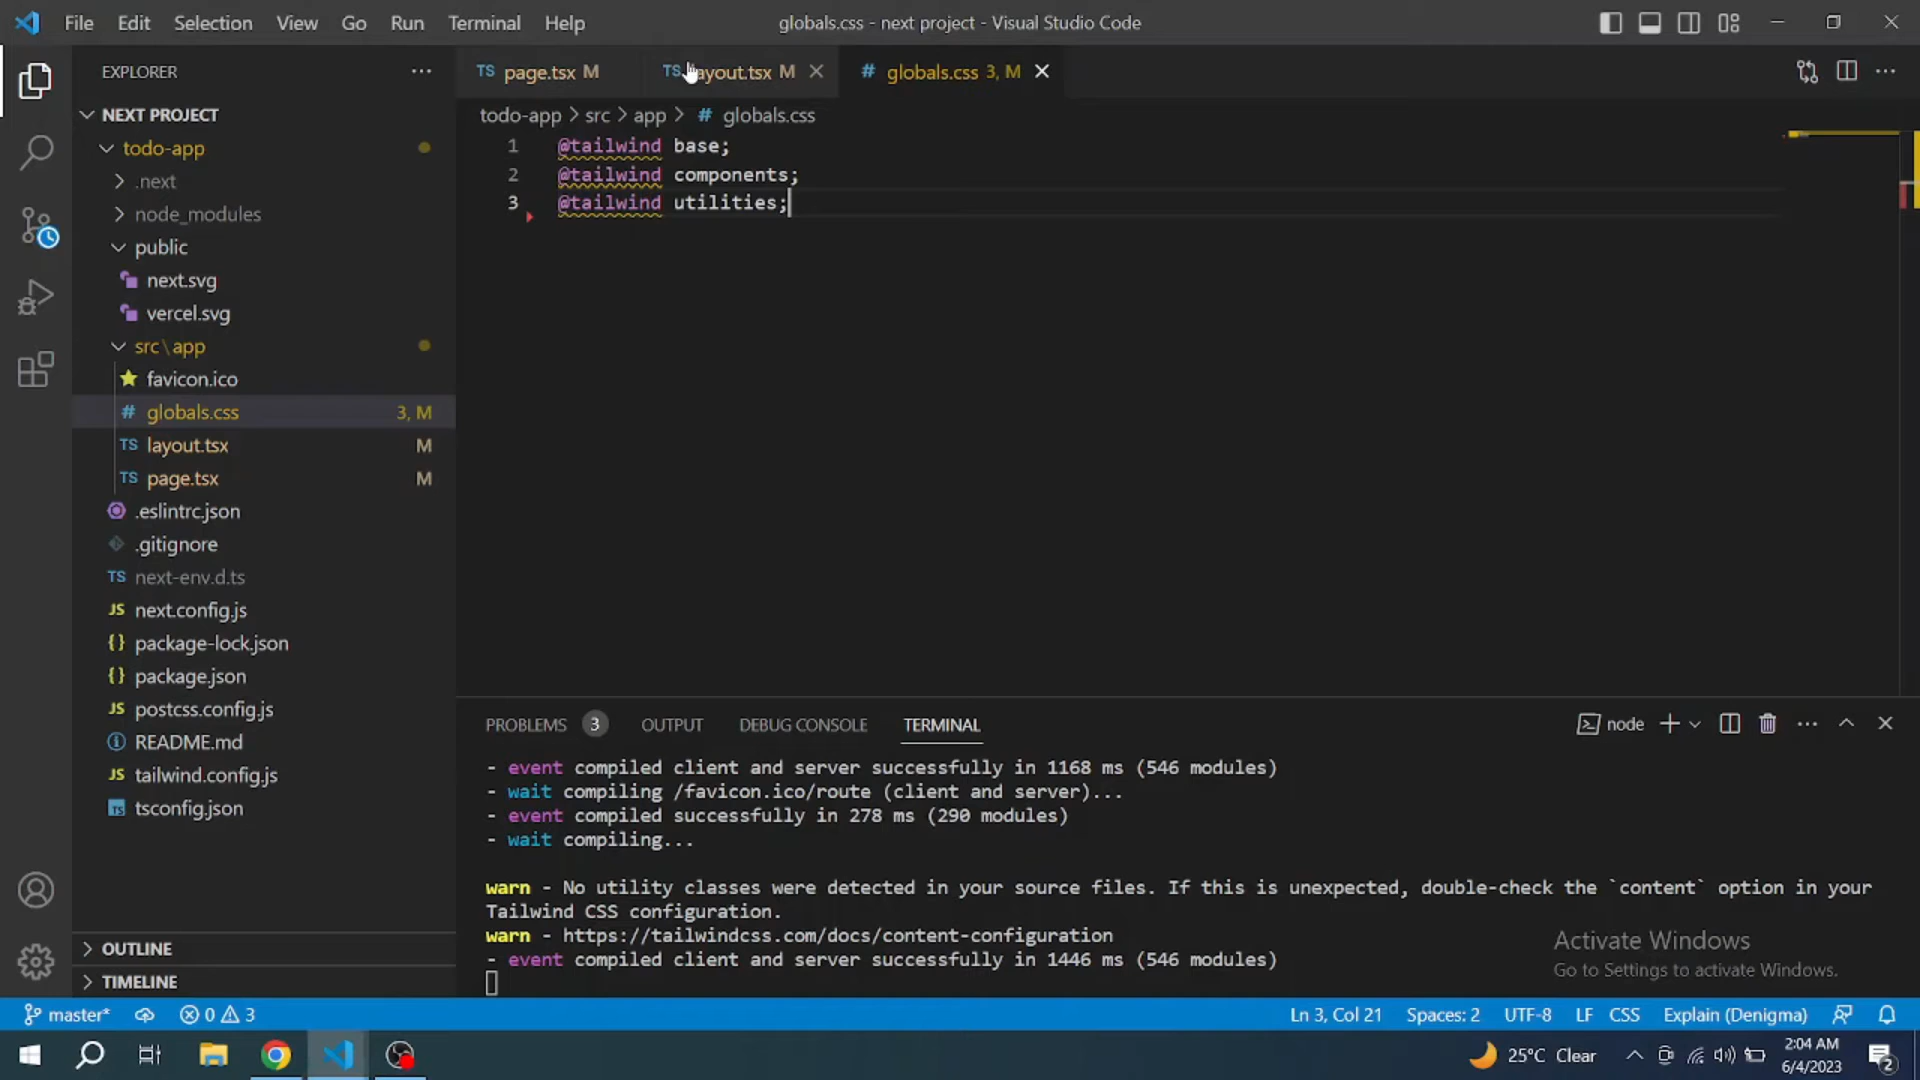 File Edit Selection View Go Run Terminal Help
globals.css - next project - Visual Studio Code
EXPLORER
NEXT PROJECT
todo-app
.next
node_modules
public
next.svg
vercel.svg
src\app
favicon.ico
globals.css 3, M
layout.tsx M
page.tsx M
.eslintrc.json
.gitignore
TS next-env.d.ts
JS next.config.js
{} package-lock.json
{} package.json
JS postcss.config.js
README.md
JS tailwind.config.js
tsconfig.json
OUTLINE
TIMELINE
TS page.tsx M
TS layout.tsx M
# globals.css 3, M
todo-app > src > app > # globals.css
1 @tailwind base;
2 @tailwind components;
3 @tailwind utilities;
PROBLEMS 3 OUTPUT DEBUG CONSOLE TERMINAL
node
- event compiled client and server successfully in 1168 ms (546 modules)
- wait compiling /favicon.ico/route (client and server)...
- event compiled successfully in 278 ms (290 modules)
- wait compiling...
warn - No utility classes were detected in your source files. If this is unexpected, double-check the `content` option in your
Tailwind CSS configuration.
warn - https://tailwindcss.com/docs/content-configuration
- event compiled client and server successfully in 1446 ms (546 modules)
Activate Windows
Go to Settings to activate Windows.
master* 0 3
Ln 3, Col 21 Spaces: 2 UTF-8 LF CSS Explain (Denigma)
25°C Clear
2:04 AM
6/4/2023
2